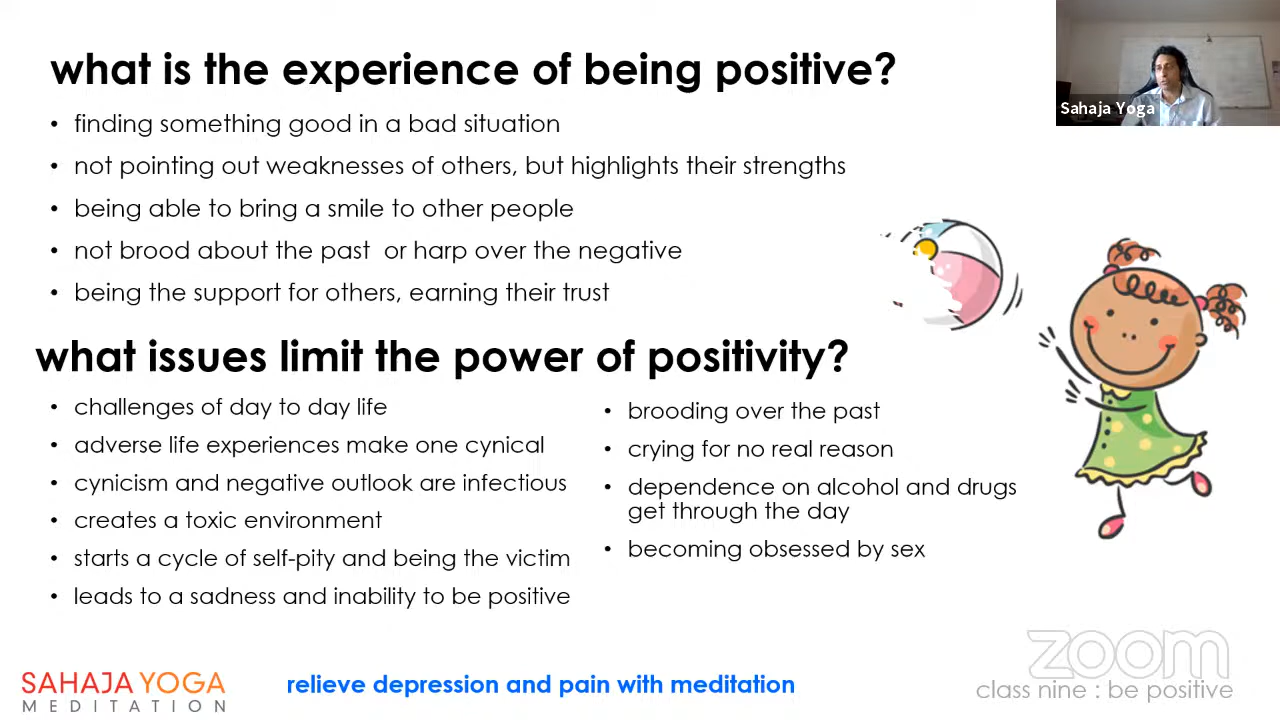 what is the experience of being positive?
• finding something good in a bad situation
• not pointing out weaknesses of others, but highlights their strengths
• being able to bring a smile to other people
• not brood about the past  or harp over the negative
• being the support for others, earning their trust
Sahaja Yoga
what issues limit the power of positivity?
• challenges of day to day life
• adverse life experiences make one cynical
• cynicism and negative outlook are infectious
• creates a toxic environment
• starts a cycle of self-pity and being the victim
• leads to a sadness and inability to be positive
• brooding over the past
• crying for no real reason
• dependence on alcohol and drugs
get through the day
• becoming obsessed by sex
SAHAJA YOGA
MEDITATION
relieve depression and pain with meditation
zoom
class nine : be positive